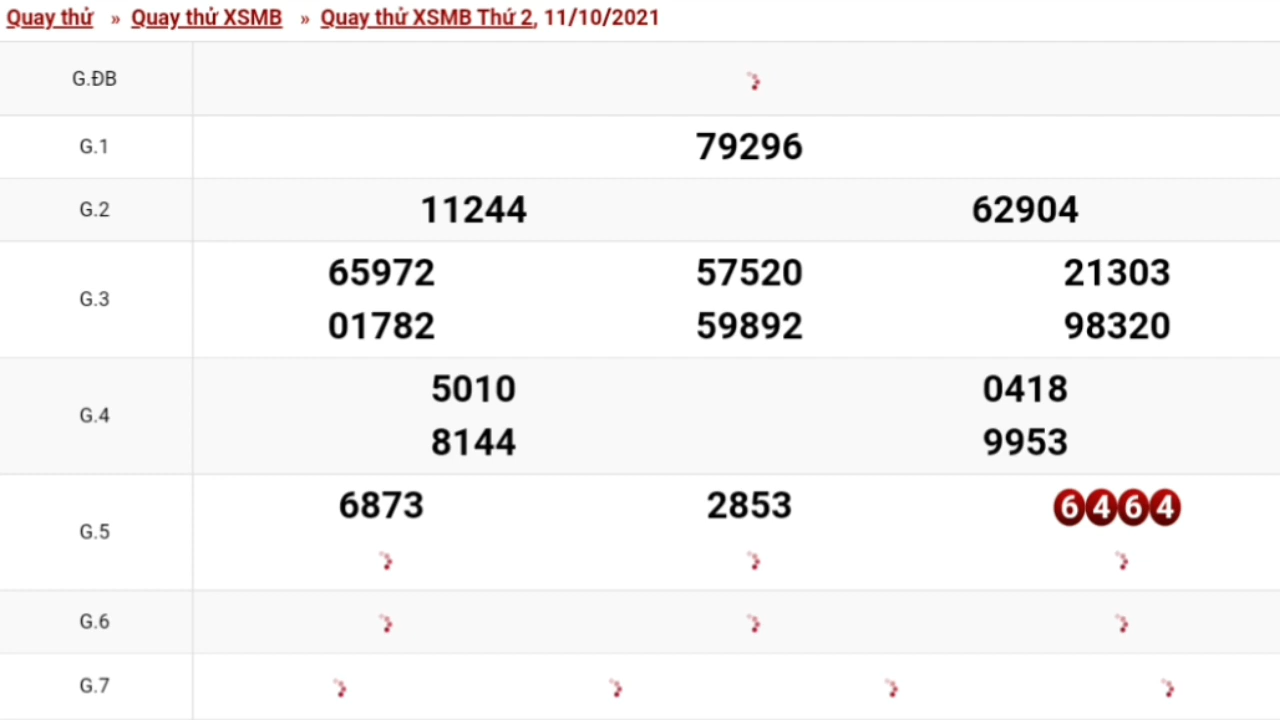 Quay thử » Quay thử XSMB » Quay thử XSMB Thứ 2, 11/10/2021
G.ĐB
G.1 79296
G.2 11244 62904
G.3 65972 57520 21303
01782 59892 98320
G.4 5010 0418
8144 9953
G.5 6873 2853 6464
G.6
G.7